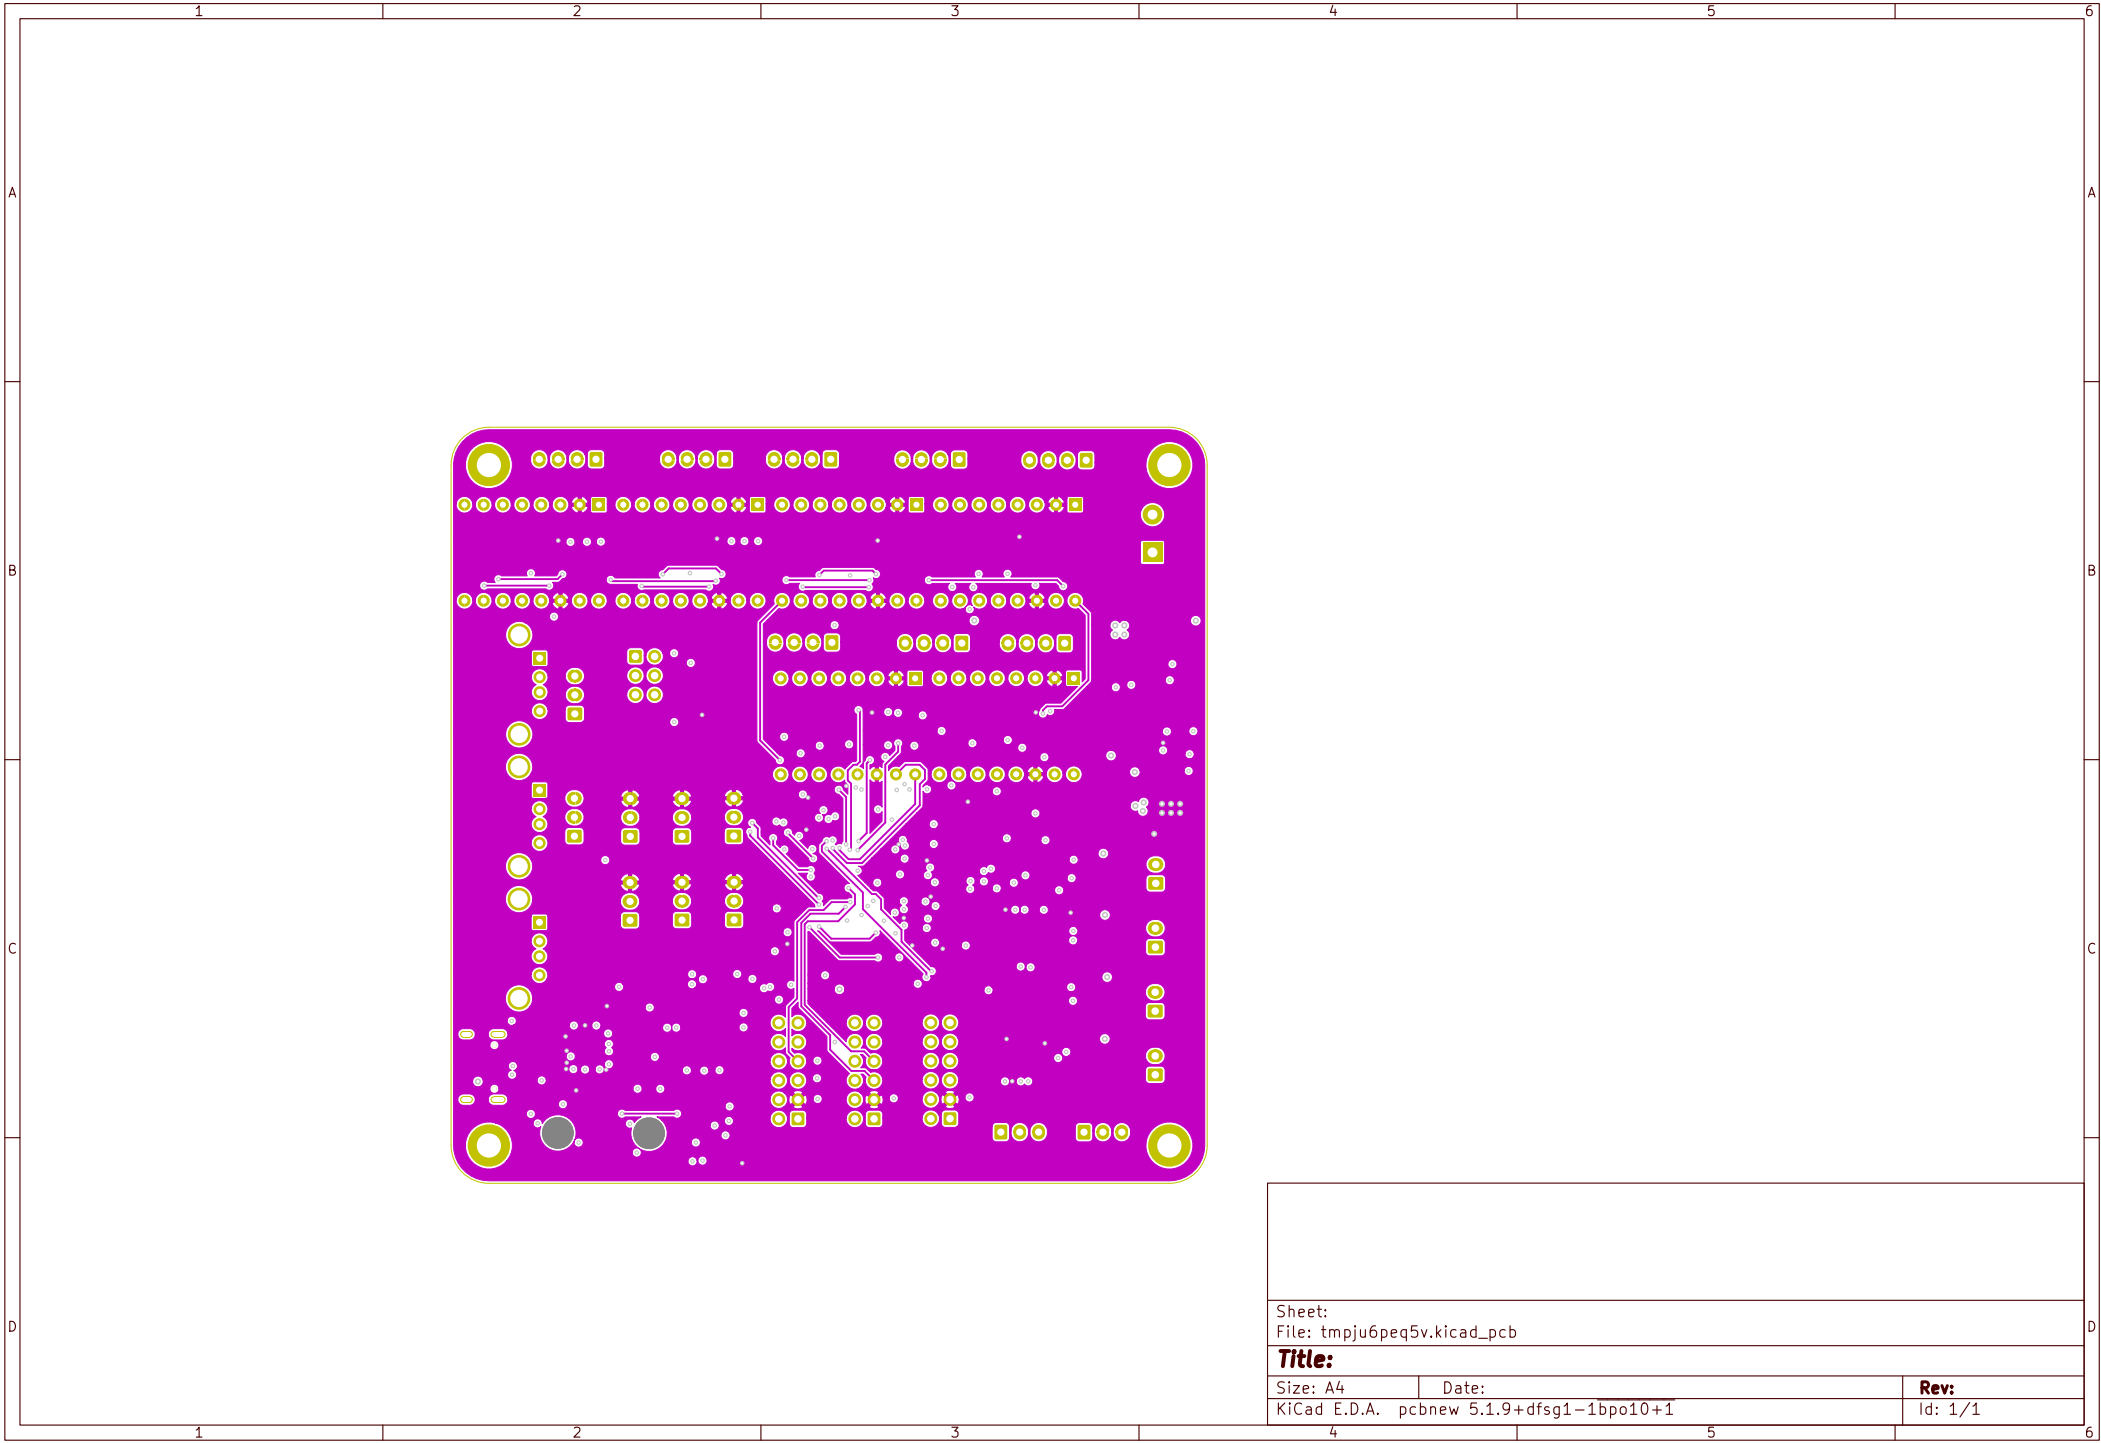 1 2 3 4 5 6
A A
B B
C C
D D
Sheet:
File: tmpju6peq5v.kicad_pcb
Title:
Size: A4 Date: Rev:
KiCad E.D.A. pcbnew 5.1.9+dfsg1-1bpo10+1 Id: 1/1
1 2 3 4 5 6